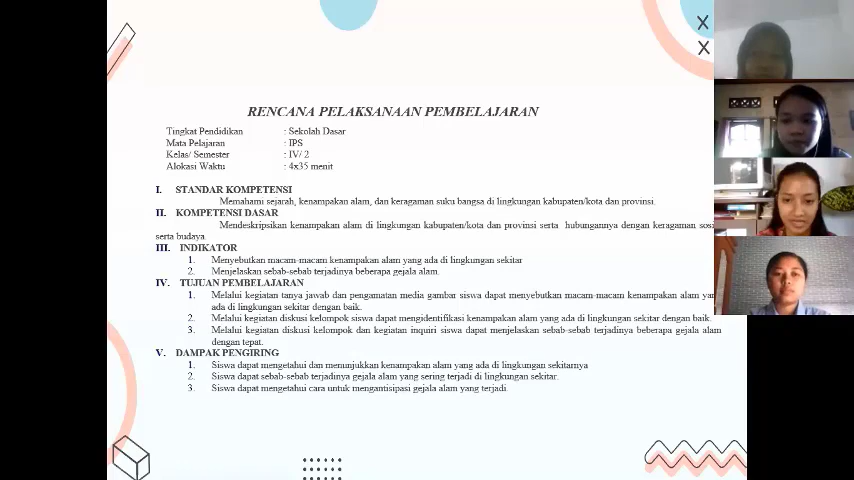 RENCANA PELAKSANAAN PEMBELAJARAN
Tingkat Pendidikan : Sekolah Dasar
Mata Pelajaran : IPS
Kelas/ Semester : IV/ 2
Alokasi Waktu : 4x35 menit
I. STANDAR KOMPETENSI
Memahami sejarah, kenampakan alam, dan keragaman suku bangsa di lingkungan kabupaten/kota dan provinsi.
II. KOMPETENSI DASAR
Mendeskripsikan kenampakan alam di lingkungan kabupaten/kota dan provinsi serta hubungannya dengan keragaman
serta budaya.
III. INDIKATOR
1. Menyebutkan macam-macam kenampakan alam yang ada di lingkungan sekitar
2. Menjelaskan sebab-sebab terjadinya beberapa gejala alam.
IV. TUJUAN PEMBELAJARAN
1. Melalui kegiatan tanya jawab dan pengamatan media gambar siswa dapat menyebutkan macam-macam kenampakan alam
ada di lingkungan sekitar dengan baik.
2. Melalui kegiatan diskusi kelompok siswa dapat mengidentifikasi kenampakan alam yang ada di lingkungan sekitar dengan baik.
3. Melalui kegiatan diskusi kelompok dan kegiatan inquiri siswa dapat menjelaskan sebab-sebab terjadinya beberapa gejala alam
dengan tepat.
V. DAMPAK PENGIRING
1. Siswa dapat mengetahui dan menunjukkan kenampakan alam yang ada di lingkungan sekitarnya
2. Siswa dapat sebab-sebab terjadinya gejala alam yang sering terjadi di lingkungan sekitar.
3. Siswa dapat mengetahui cara untuk mengantisipasi gejala alam yang terjadi.